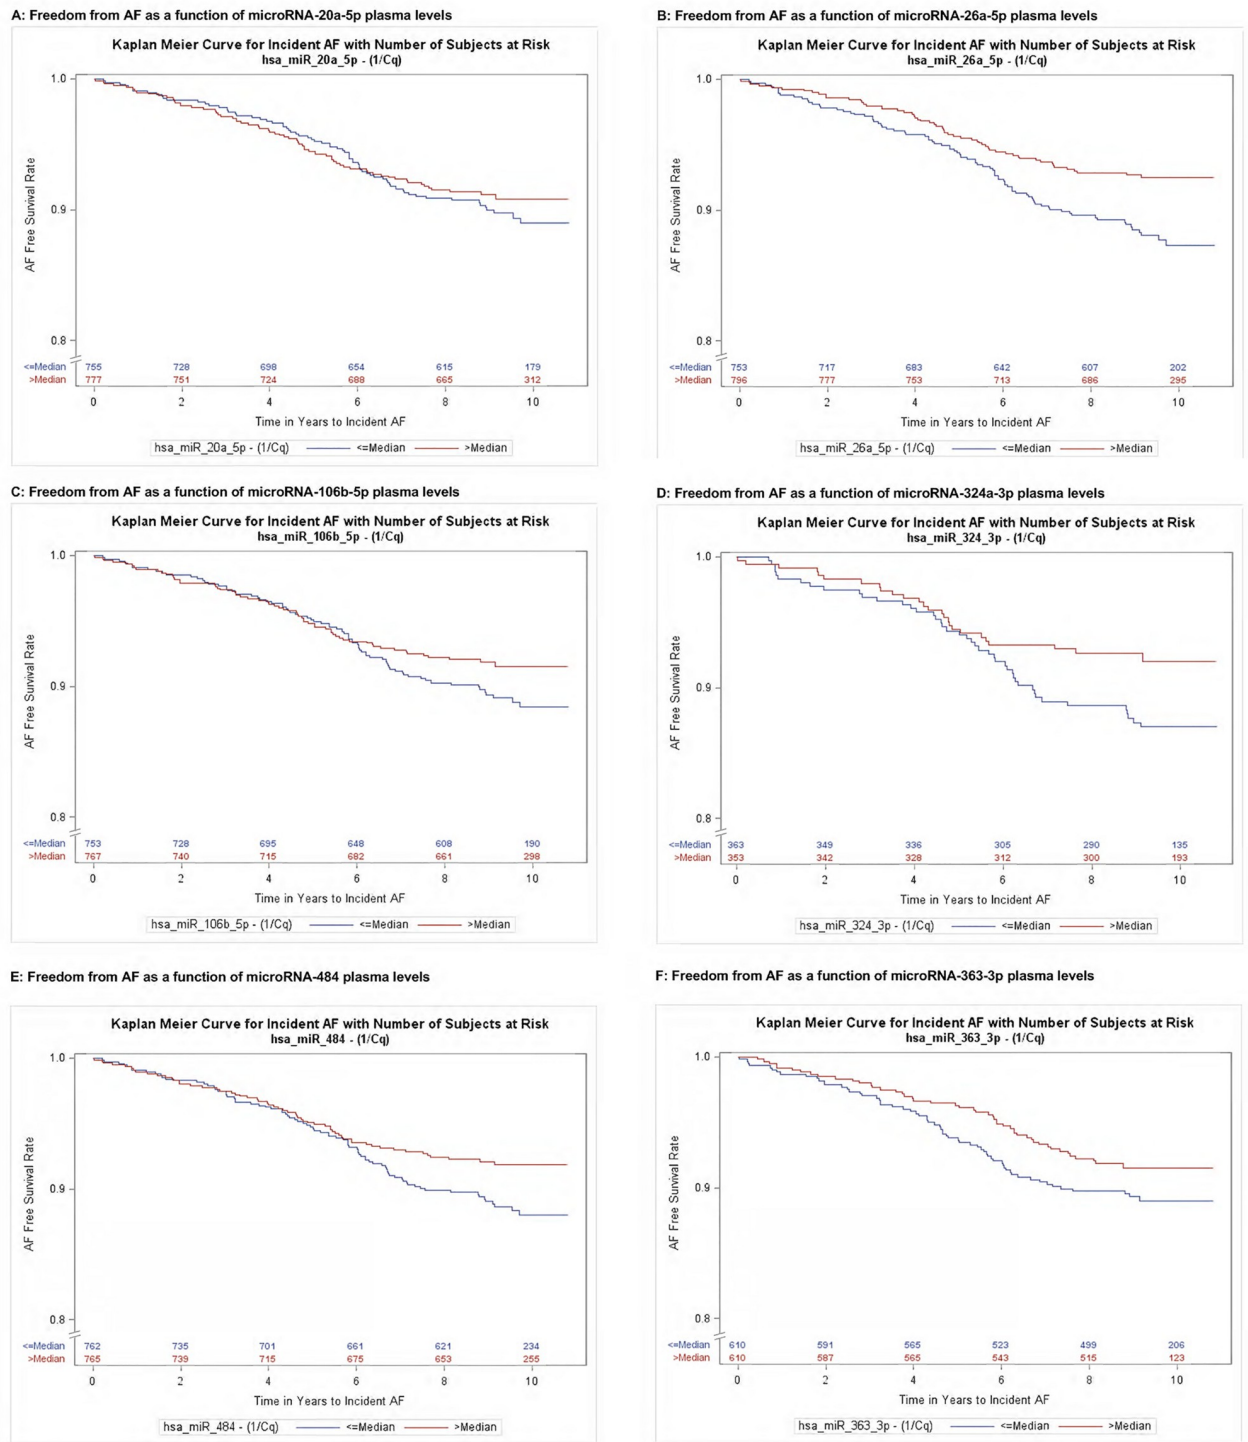 A: Freedom from AF as a function of microRNA-20a-5p plasma levels
Kaplan Meier Curve for Incident AF with Number of Subjects at Risk
hsa_miR_20a_5p - (1/Cq)
1.0
0.9
0.8
AF Free Survival Rate
<=Median 755 728 698 654 615 179
>Median 777 751 724 688 665 312
0 2 4 6 8 10
Time in Years to Incident AF
hsa_miR_20a_5p - (1/Cq) <=Median >Median
B: Freedom from AF as a function of microRNA-26a-5p plasma levels
Kaplan Meier Curve for Incident AF with Number of Subjects at Risk
hsa_miR_26a_5p - (1/Cq)
1.0
0.9
0.8
AF Free Survival Rate
<=Median 753 717 683 642 607 202
>Median 796 777 753 713 686 295
0 2 4 6 8 10
Time in Years to Incident AF
hsa_miR_26a_5p - (1/Cq) <=Median >Median
C: Freedom from AF as a function of microRNA-106b-5p plasma levels
Kaplan Meier Curve for Incident AF with Number of Subjects at Risk
hsa_miR_106b_5p - (1/Cq)
1.0
0.9
0.8
AF Free Survival Rate
<=Median 753 728 695 648 608 190
>Median 767 740 715 682 661 298
0 2 4 6 8 10
Time in Years to Incident AF
hsa_miR_106b_5p - (1/Cq) <=Median >Median
D: Freedom from AF as a function of microRNA-324a-3p plasma levels
Kaplan Meier Curve for Incident AF with Number of Subjects at Risk
hsa_miR_324_3p - (1/Cq)
1.0
0.9
0.8
AF Free Survival Rate
<=Median 363 349 336 305 290 135
>Median 353 342 328 312 300 193
0 2 4 6 8 10
Time in Years to Incident AF
hsa_miR_324_3p - (1/Cq) <=Median >Median
E: Freedom from AF as a function of microRNA-484 plasma levels
Kaplan Meier Curve for Incident AF with Number of Subjects at Risk
hsa_miR_484 - (1/Cq)
1.0
0.9
0.8
AF Free Survival Rate
<=Median 762 735 701 661 621 234
>Median 765 739 715 675 653 255
0 2 4 6 8 10
Time in Years to Incident AF
hsa_miR_484 - (1/Cq) <=Median >Median
F: Freedom from AF as a function of microRNA-363-3p plasma levels
Kaplan Meier Curve for Incident AF with Number of Subjects at Risk
hsa_miR_363_3p - (1/Cq)
1.0
0.9
0.8
AF Free Survival Rate
<=Median 610 591 565 523 499 206
>Median 610 587 565 543 515 123
0 2 4 6 8 10
Time in Years to Incident AF
hsa_miR_363_3p - (1/Cq) <=Median >Median